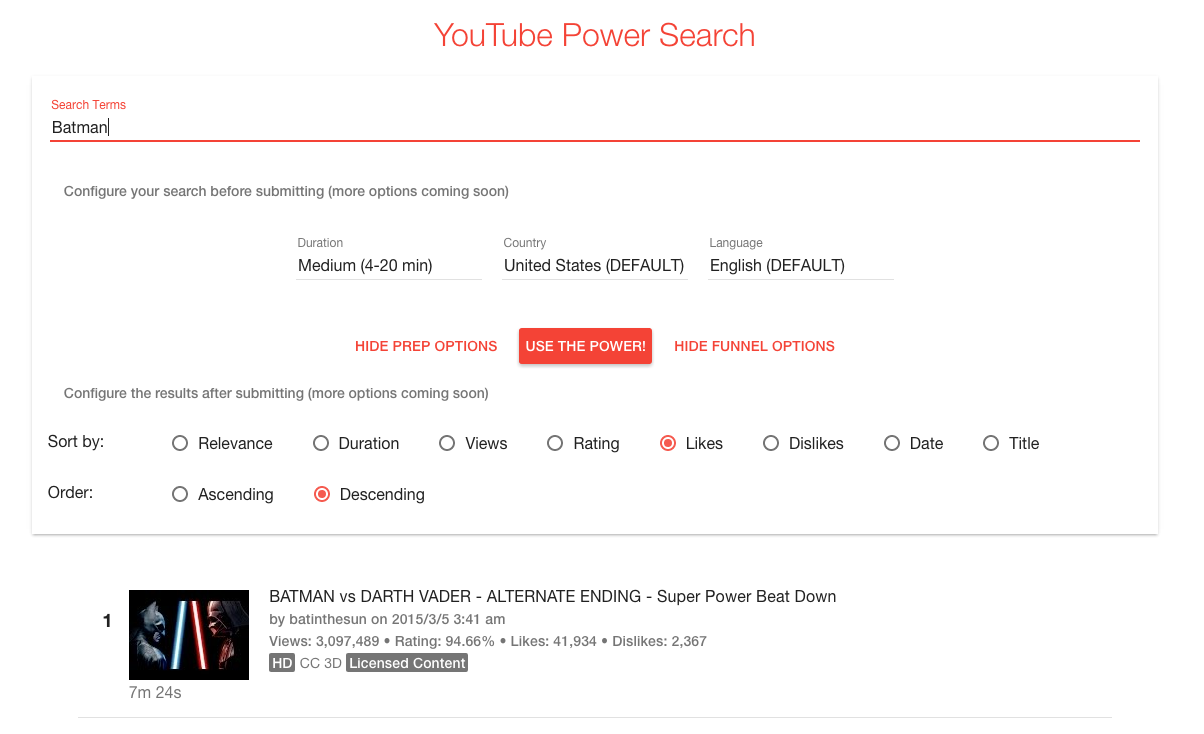 YouTube Power Search
Search Terms
Batman
Configure your search before submitting (more options coming soon)
Duration Country Language
Medium (4-20 min) United States (DEFAULT) English (DEFAULT)
HIDE PREP OPTIONS USE THE POWER! HIDE FUNNEL OPTIONS
Configure the results after submitting (more options coming soon)
Sort by: Relevance Duration Views Rating Likes Dislikes Date Title
Order: Ascending Descending
1 BATMAN vs DARTH VADER - ALTERNATE ENDING - Super Power Beat Down
by batinthesun on 2015/3/5 3:41 am
Views: 3,097,489 • Rating: 94.66% • Likes: 41,934 • Dislikes: 2,367
HD CC 3D Licensed Content
7m 24s